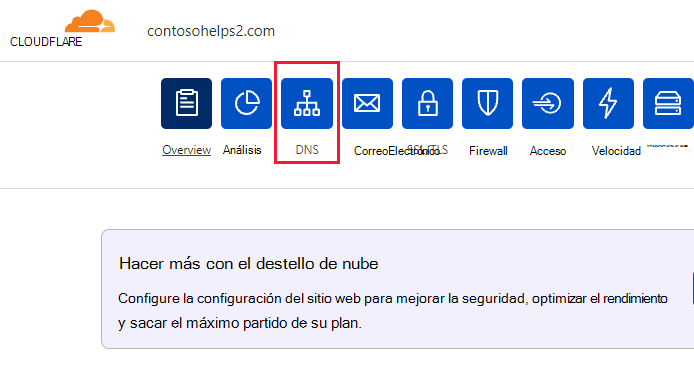 CLOUDFLARE
contosohelps2.com
Overview Análisis DNS CorreoElectrónico SSL/TLS Firewall Acceso Velocidad
Hacer más con el destello de nube
Configure la configuración del sitio web para mejorar la seguridad, optimizar el rendimiento
y sacar el máximo partido de su plan.